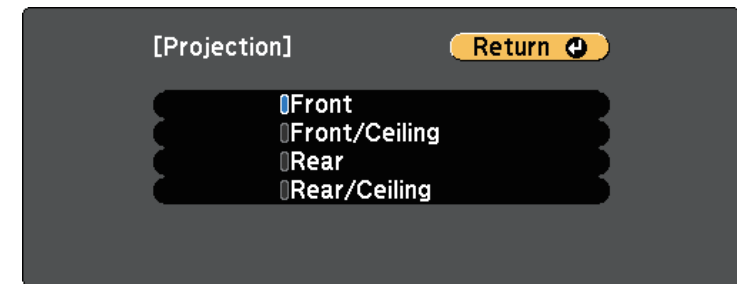 [Projection] Return
Front
Front/Ceiling
Rear
Rear/Ceiling